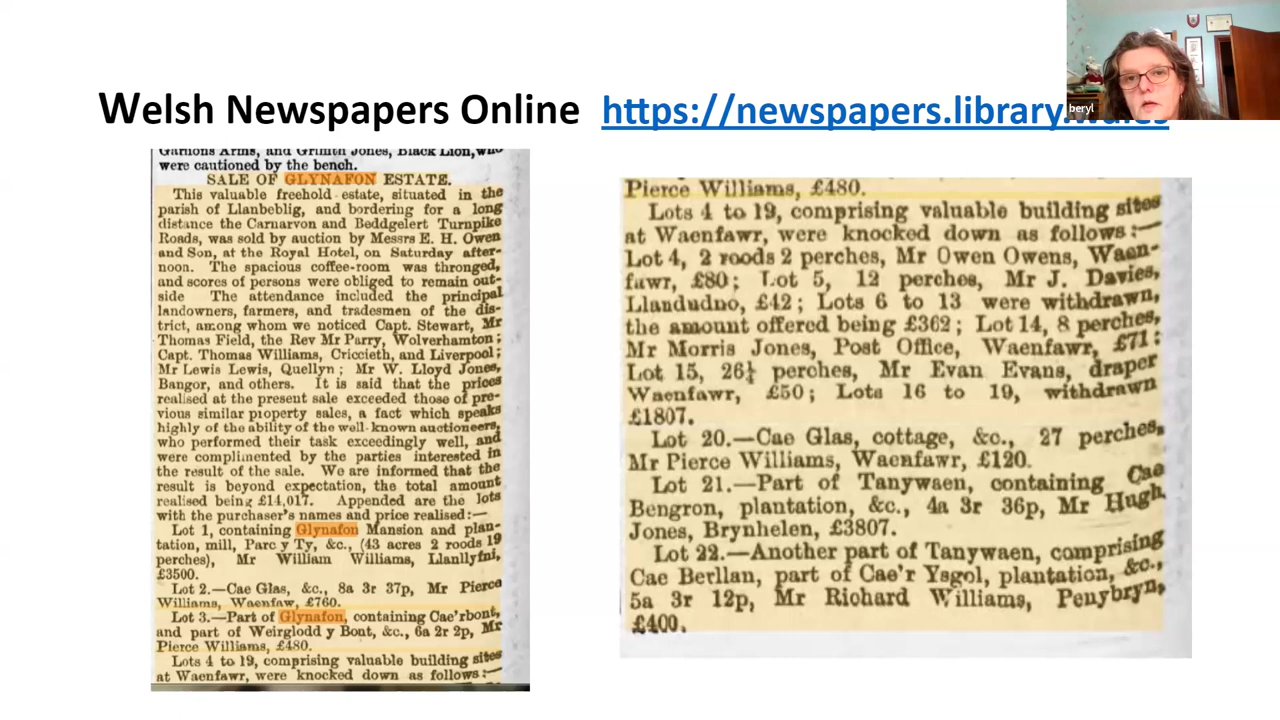 Welsh Newspapers Online https://newspapers.library.wales
beryl
Garnons Arms, and Griffith Jones, Black Lion, who
were cautioned by the bench.
SALE OF GLYNAFON ESTATE.
This valuable freehold estate, situated in the
parish of Llanbeblig, and bordering for a long
distance the Carnarvon and Beddgelert Turnpike
Roads, was sold by auction by Messrs E. H. Owen
and Son, at the Royal Hotel, on Saturday after-
noon. The spacious coffee-room was thronged,
and scores of persons were obliged to remain out-
side The attendance included the principal
landowners, farmers, and tradesmen of the dis-
trict, among whom we noticed Capt. Stewart, Mr
Thomas Field, the Rev Mr Parry, Wolverhamton;
Capt. Thomas Williams, Criccieth, and Liverpool;
Mr Lewis Lewis, Quellyn; Mr W. Lloyd Jones,
Bangor, and others. It is said that the prices
realised at the present sale exceeded those of pre-
vious similar property sales, a fact which speaks
highly of the ability of the well-known auctioneers,
who performed their task exceedingly well, and
were complimented by the parties interested in
the result of the sale. We are informed that the
result is beyond expectation, the total amount
realised being £14,017. Appended are the lots
with the purchaser's names and price realised:—
Lot 1, containing Glynafon Mansion and plan-
tation, mill, Parc y Ty, &c., (43 acres 2 roods 19
perches), Mr William Williams, Llanllyfni,
£3500.
Lot 2.—Cae Glas, &c., 8a 3r 37p, Mr Pierce
Williams, Waenfaw, £760.
Lot 3.—Part of Glynafon, containing Cae'rbont,
and part of Weirglodd y Bont, &c., 6a 2r 2p, Mr
Pierce Williams, £480.
Lots 4 to 19, comprising valuable building sites
at Waenfawr, were knocked down as follows:—
Pierce Williams, £480.
Lots 4 to 19, comprising valuable building sites
at Waenfawr, were knocked down as follows:—
Lot 4, 2 roods 2 perches, Mr Owen Owens, Waen-
fawr, £80; Lot 5, 12 perches, Mr J. Davies,
Llandudno, £42; Lots 6 to 13 were withdrawn,
the amount offered being £362; Lot 14, 8 perches,
Mr Morris Jones, Post Office, Waenfawr, £71:
Lot 15, 26¼ perches, Mr Evan Evans, draper
Waenfawr, £50; Lots 16 to 19, withdrawn
£1807.
Lot 20.—Cae Glas, cottage, &c., 27 perches,
Mr Pierce Williams, Waenfawr, £120.
Lot 21.—Part of Tanywaen, containing Cae
Bengron, plantation, &c., 4a 3r 36p, Mr Hugh
Jones, Brynhelen, £3807.
Lot 22.—Another part of Tanywaen, comprising
Cae Berllan, part of Cae'r Ysgol, plantation, &c.,
5a 3r 12p, Mr Richard Williams, Penybryn,
£400.